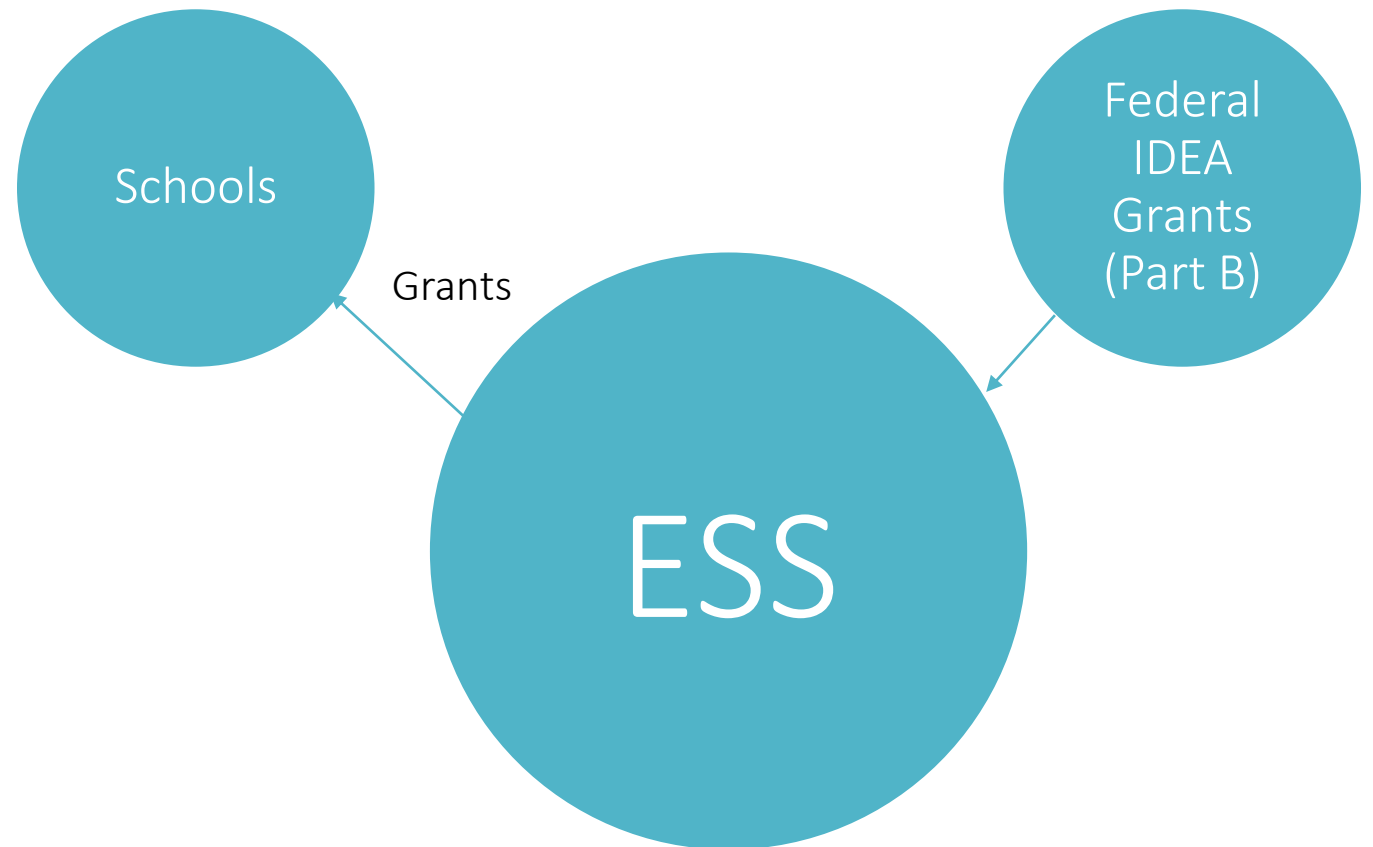 Schools
Grants
Federal
IDEA
Grants
(Part B)
ESS